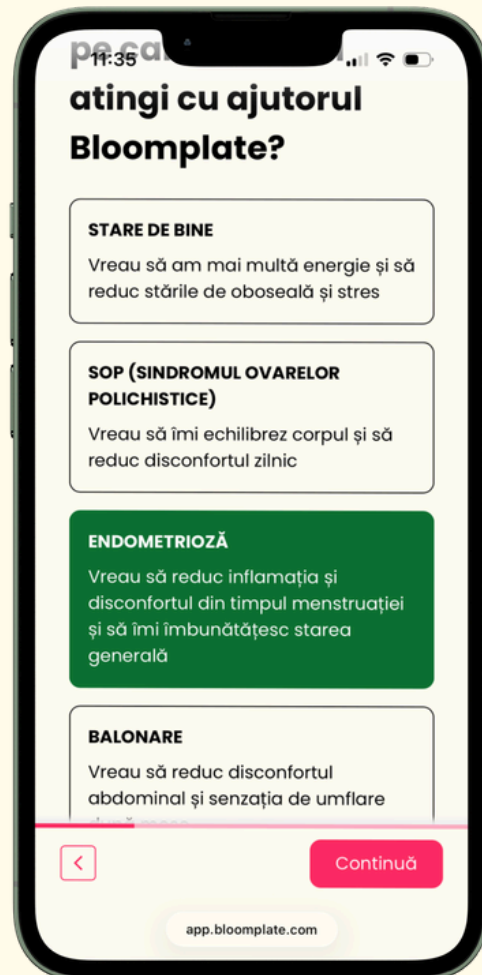 pe ca
11:35
atingi cu ajutorul
Bloomplate?
STARE DE BINE
Vreau să am mai multă energie și să
reduc stările de oboseală și stres
SOP (SINDROMUL OVARELOR
POLICHISTICE)
Vreau să îmi echilibrez corpul și să
reduc disconfortul zilnic
ENDOMETRIOZĂ
Vreau să reduc inflamația și
disconfortul din timpul menstruației
și să îmi îmbunătățesc starea
generală
BALONARE
Vreau să reduc disconfortul
abdominal și senzația de umflare
Continuă
app.bloomplate.com